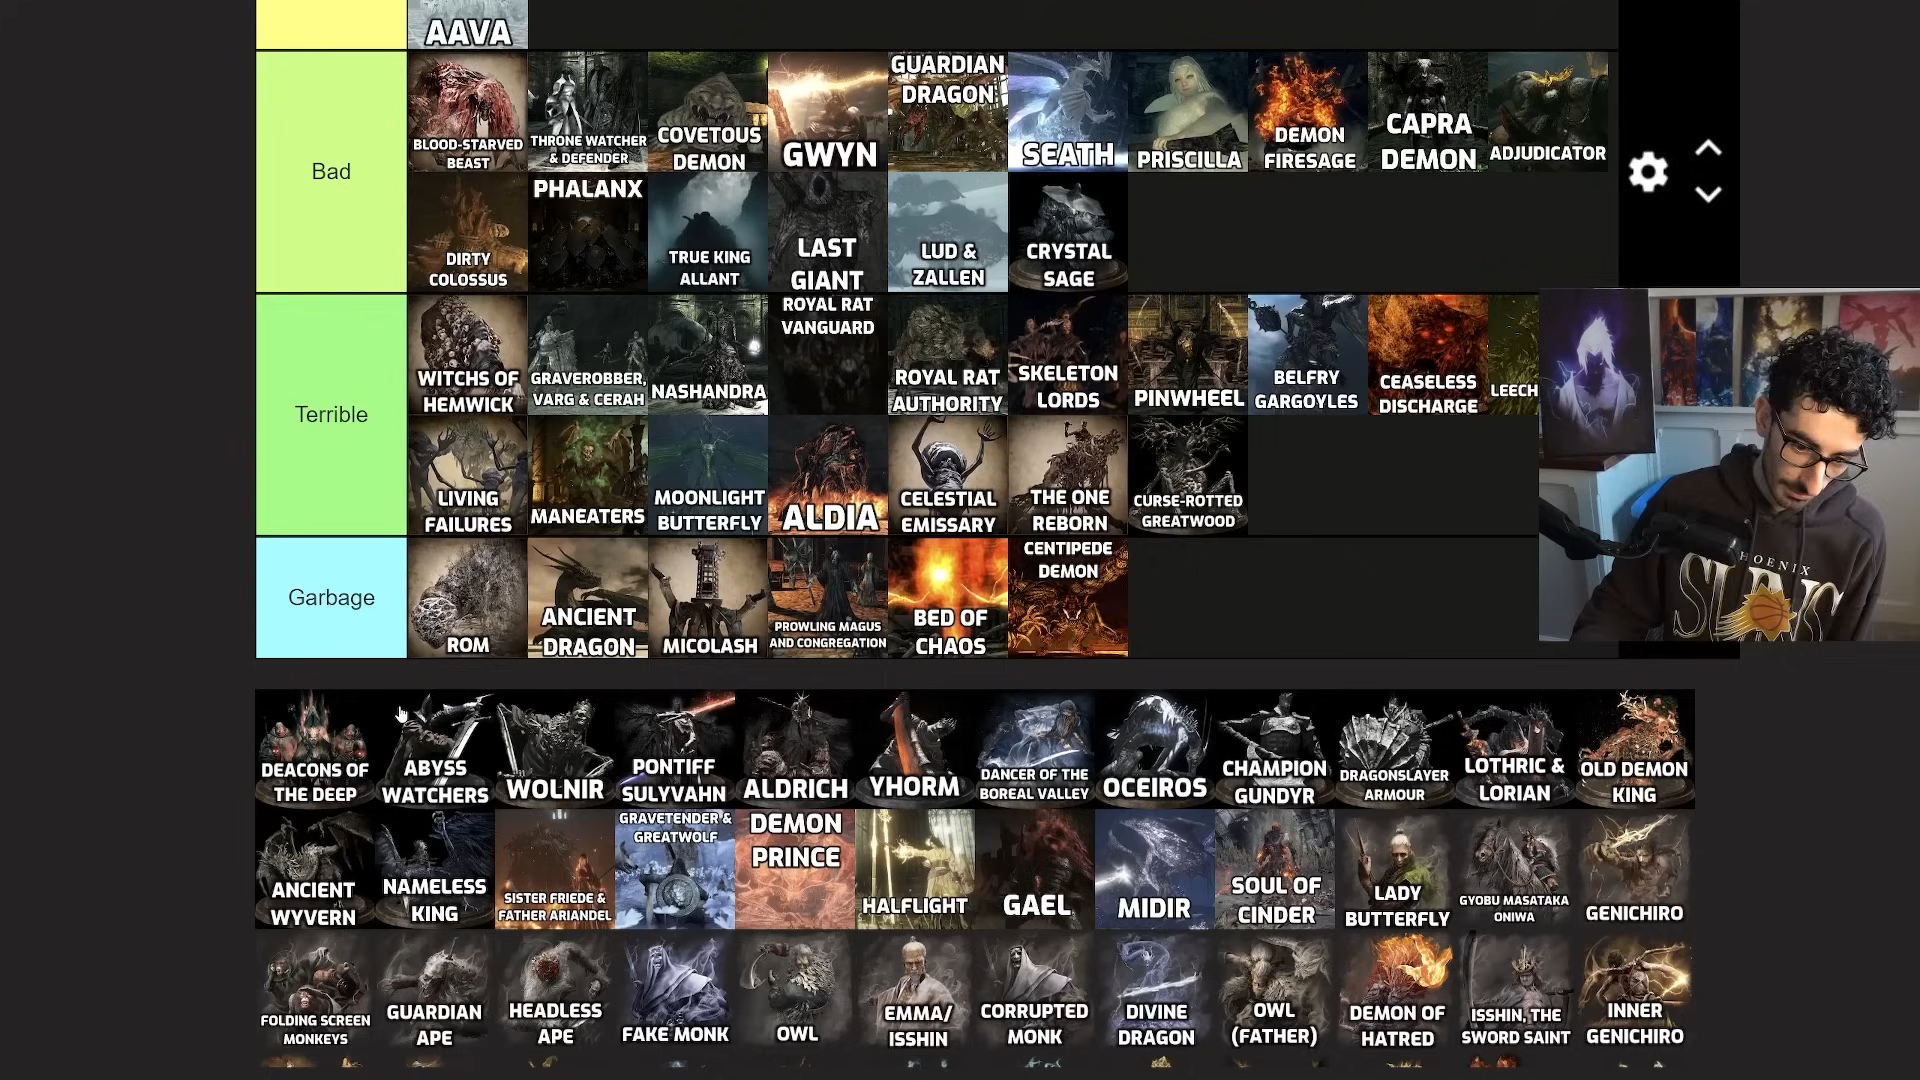 AAVA
Bad
BLOOD-STARVED
BEAST
THRONE WATCHER
& DEFENDER
COVETOUS
DEMON
GWYN
GUARDIAN
DRAGON
SEATH
PRISCILLA
DEMON
FIRESAGE
CAPRA
DEMON
ADJUDICATOR
DIRTY
COLOSSUS
PHALANX
TRUE KING
ALLANT
LAST
GIANT
LUD &
ZALLEN
CRYSTAL
SAGE
Terrible
WITCHS OF
HEMWICK
GRAVEROBBER,
VARG & CERAH
NASHANDRA
ROYAL RAT
VANGUARD
ROYAL RAT
AUTHORITY
SKELETON
LORDS
PINWHEEL
BELFRY
GARGOYLES
CEASELESS
DISCHARGE
LEECH
LIVING
FAILURES
MANEATERS
MOONLIGHT
BUTTERFLY
ALDIA
CELESTIAL
EMISSARY
THE ONE
REBORN
CURSE-ROTTED
GREATWOOD
Garbage
ROM
ANCIENT
DRAGON
MICOLASH
PROWLING MAGUS
AND CONGREGATION
BED OF
CHAOS
CENTIPEDE
DEMON
HOENIX
SUNS
DEACONS OF
THE DEEP
ABYSS
WATCHERS
WOLNIR
PONTIFF
SULYVAHN
ALDRICH
YHORM
DANCER OF THE
BOREAL VALLEY
OCEIROS
CHAMPION
GUNDYR
DRAGONSLAYER
ARMOUR
LOTHRIC &
LORIAN
OLD DEMON
KING
ANCIENT
WYVERN
NAMELESS
KING
SISTER FRIEDE &
FATHER ARIANDEL
GRAVETENDER &
GREATWOLF
DEMON
PRINCE
HALFLIGHT
GAEL
MIDIR
SOUL OF
CINDER
LADY
BUTTERFLY
GYOBU MASATAKA
ONIWA
GENICHIRO
FOLDING SCREEN
MONKEYS
GUARDIAN
APE
HEADLESS
APE
FAKE MONK
OWL
EMMA/
ISSHIN
CORRUPTED
MONK
DIVINE
DRAGON
OWL
(FATHER)
DEMON OF
HATRED
ISSHIN, THE
SWORD SAINT
INNER
GENICHIRO